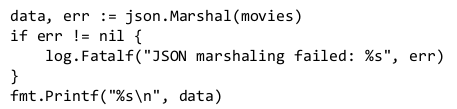 data, err := json.Marshal(movies)
if err != nil {
    log.Fatalf("JSON marshaling failed: %s", err)
}
fmt.Printf("%s\n", data)